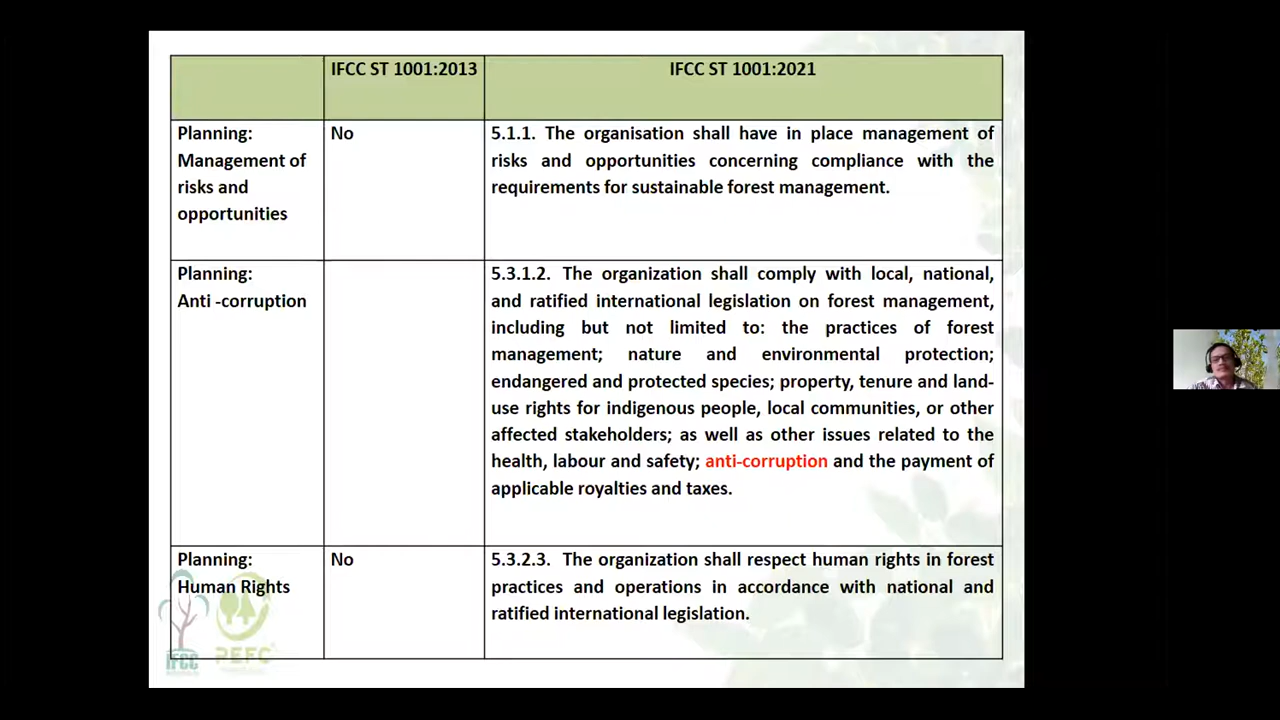 IFCC ST 1001:2013
IFCC ST 1001:2021
Planning:
Management of
risks and
opportunities
No
5.1.1. The organisation shall have in place management of
risks and opportunities concerning compliance with the
requirements for sustainable forest management.
Planning:
Anti -corruption
5.3.1.2. The organization shall comply with local, national,
and ratified international legislation on forest management,
including but not limited to: the practices of forest
management; nature and environmental protection;
endangered and protected species; property, tenure and land-
use rights for indigenous people, local communities, or other
affected stakeholders; as well as other issues related to the
health, labour and safety; anti-corruption and the payment of
applicable royalties and taxes.
Planning:
Human Rights
No
5.3.2.3. The organization shall respect human rights in forest
practices and operations in accordance with national and
ratified international legislation.
IFCC
PEFC